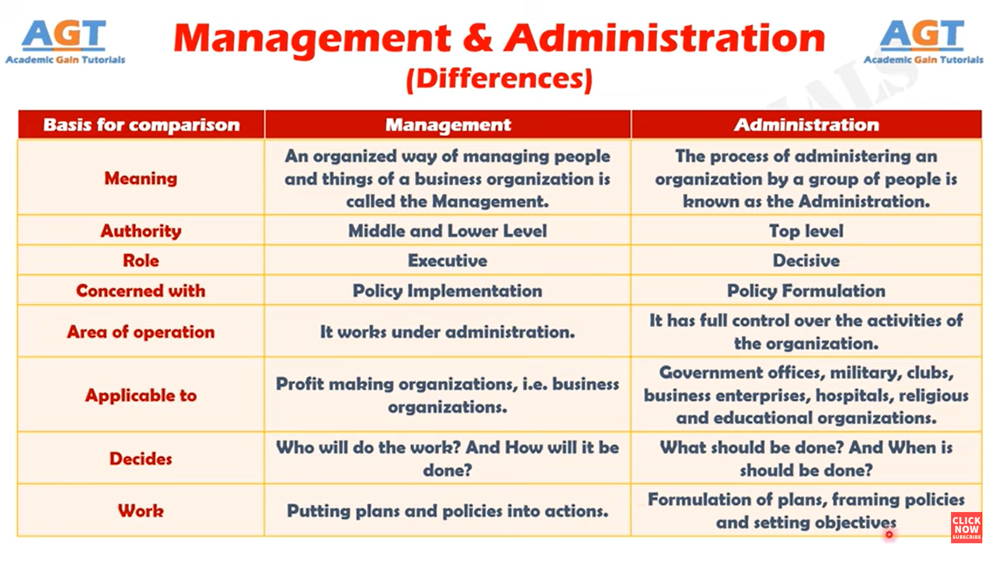 AGT
Academic Gain Tutorials
Management & Administration
(Differences)
AGT
Academic Gain Tutorials
IALS
Basis for comparison
Management
Administration
Meaning
An organized way of managing people
and things of a business organization is
called the Management.
The process of administering an
organization by a group of people is
known as the Administration.
Authority
Middle and Lower Level
Top level
Role
Executive
Decisive
Concerned with
Policy Implementation
Policy Formulation
Area of operation
It works under administration.
It has full control over the activities of
the organization.
Applicable to
Profit making organizations, i.e. business
organizations.
Government offices, military, clubs,
business enterprises, hospitals, religious
and educational organizations.
Decides
Who will do the work? And How will it be
done?
What should be done? And When is
should be done?
Work
Putting plans and policies into actions.
Formulation of plans, framing policies
and setting objectives
CLICK
NOW
SUBSCRIBE